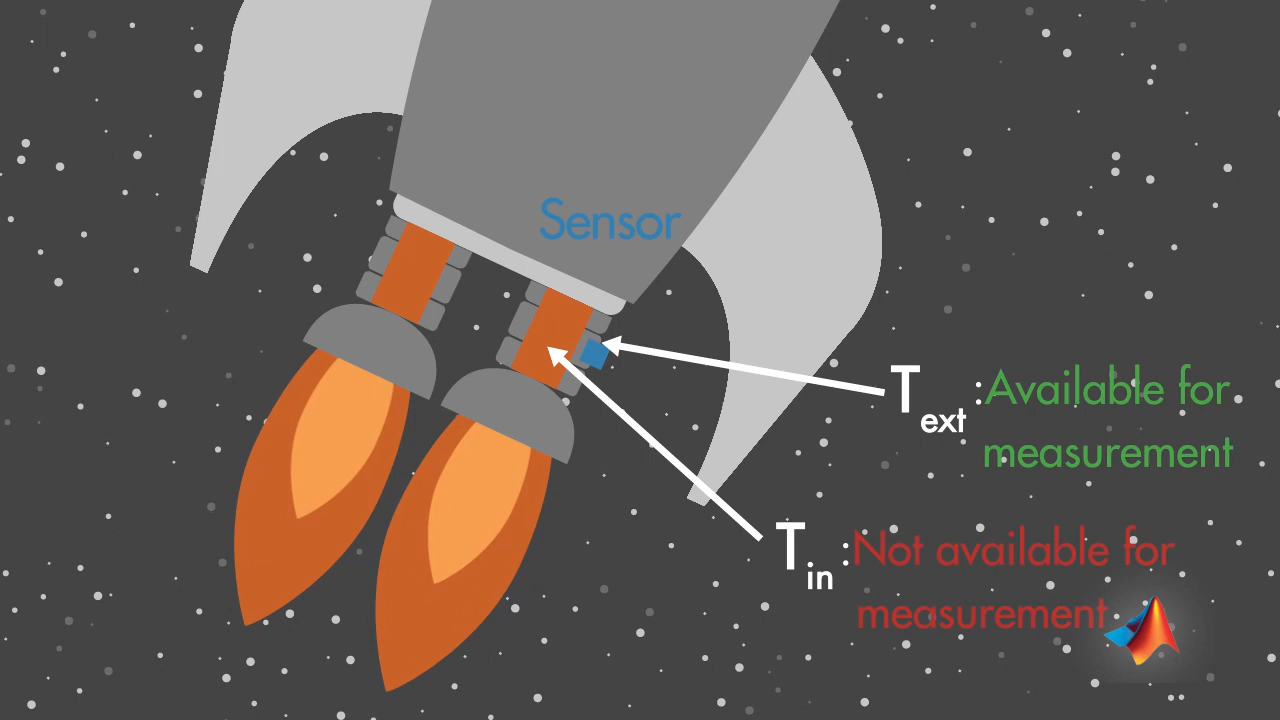 Sensor
T ext :Available for
measurement
T in :Not available for
measurement